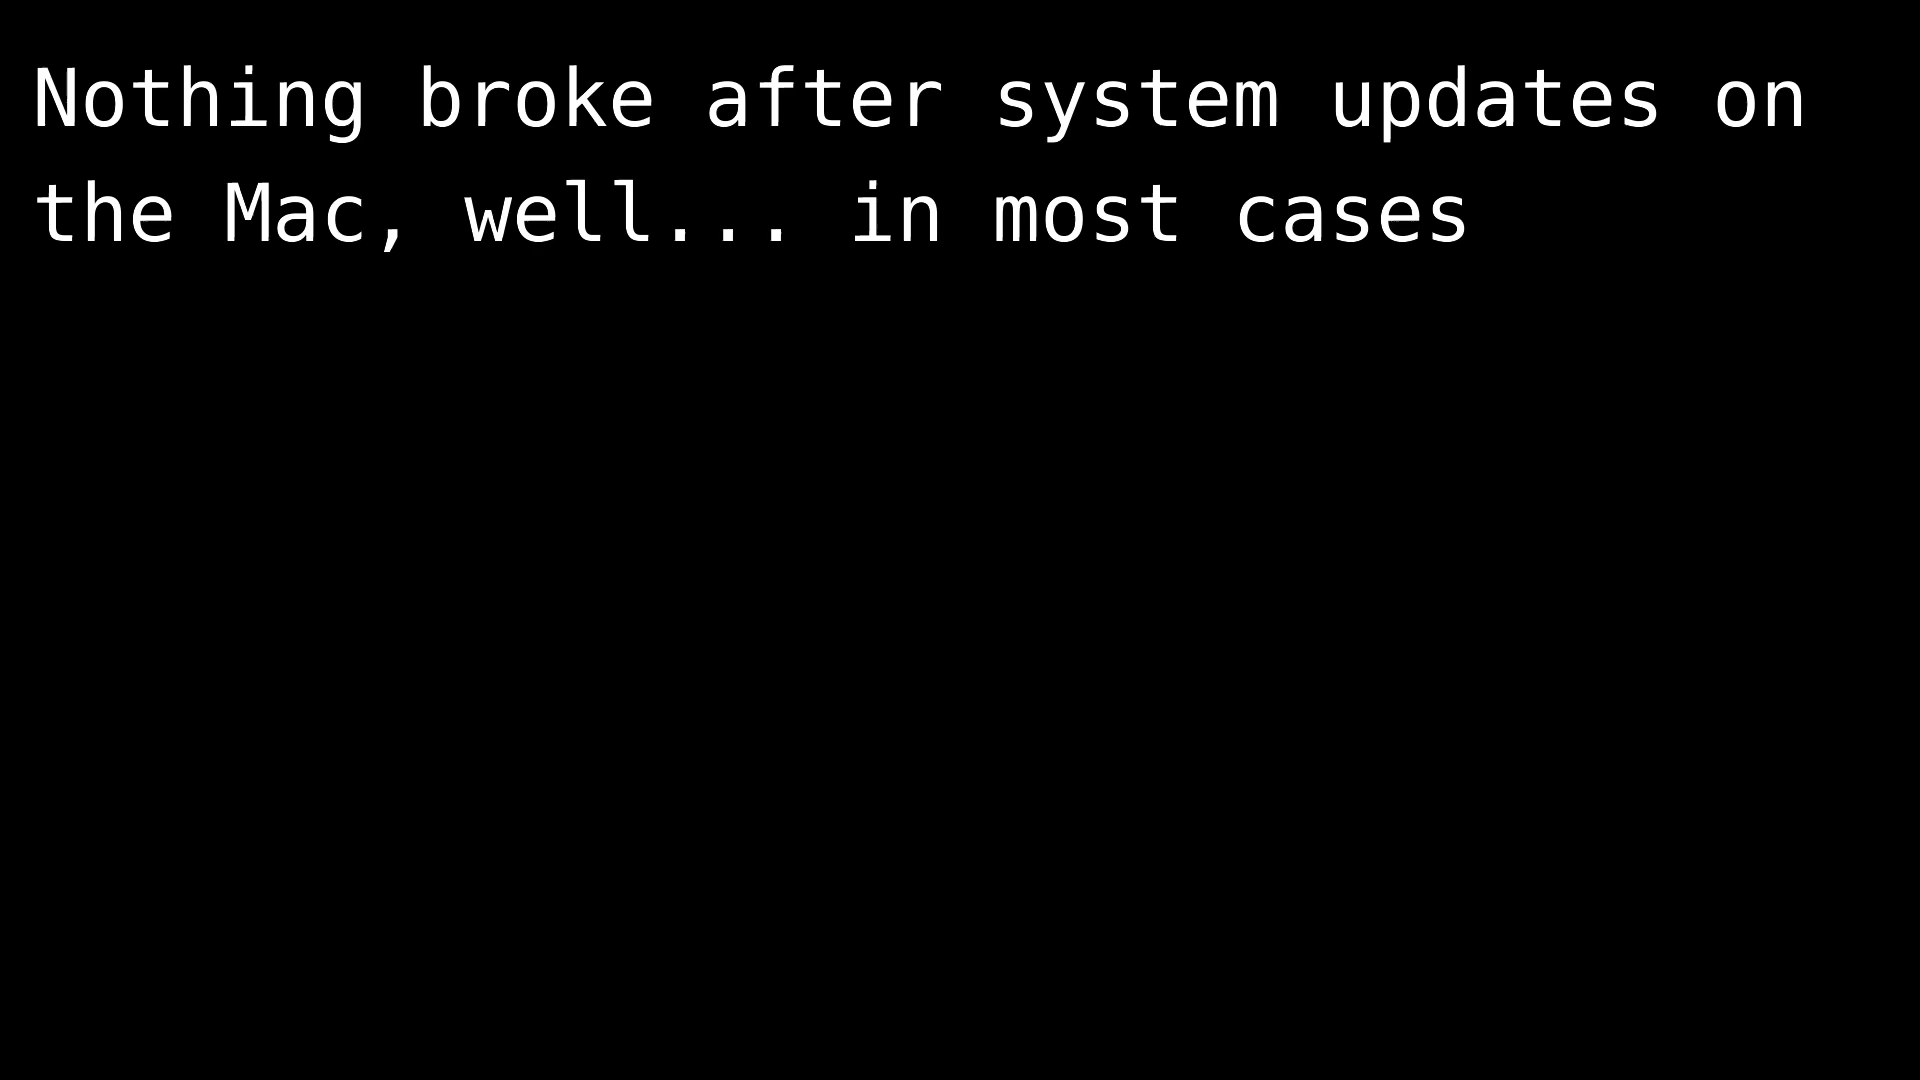 Nothing broke after system updates on
the Mac, well... in most cases